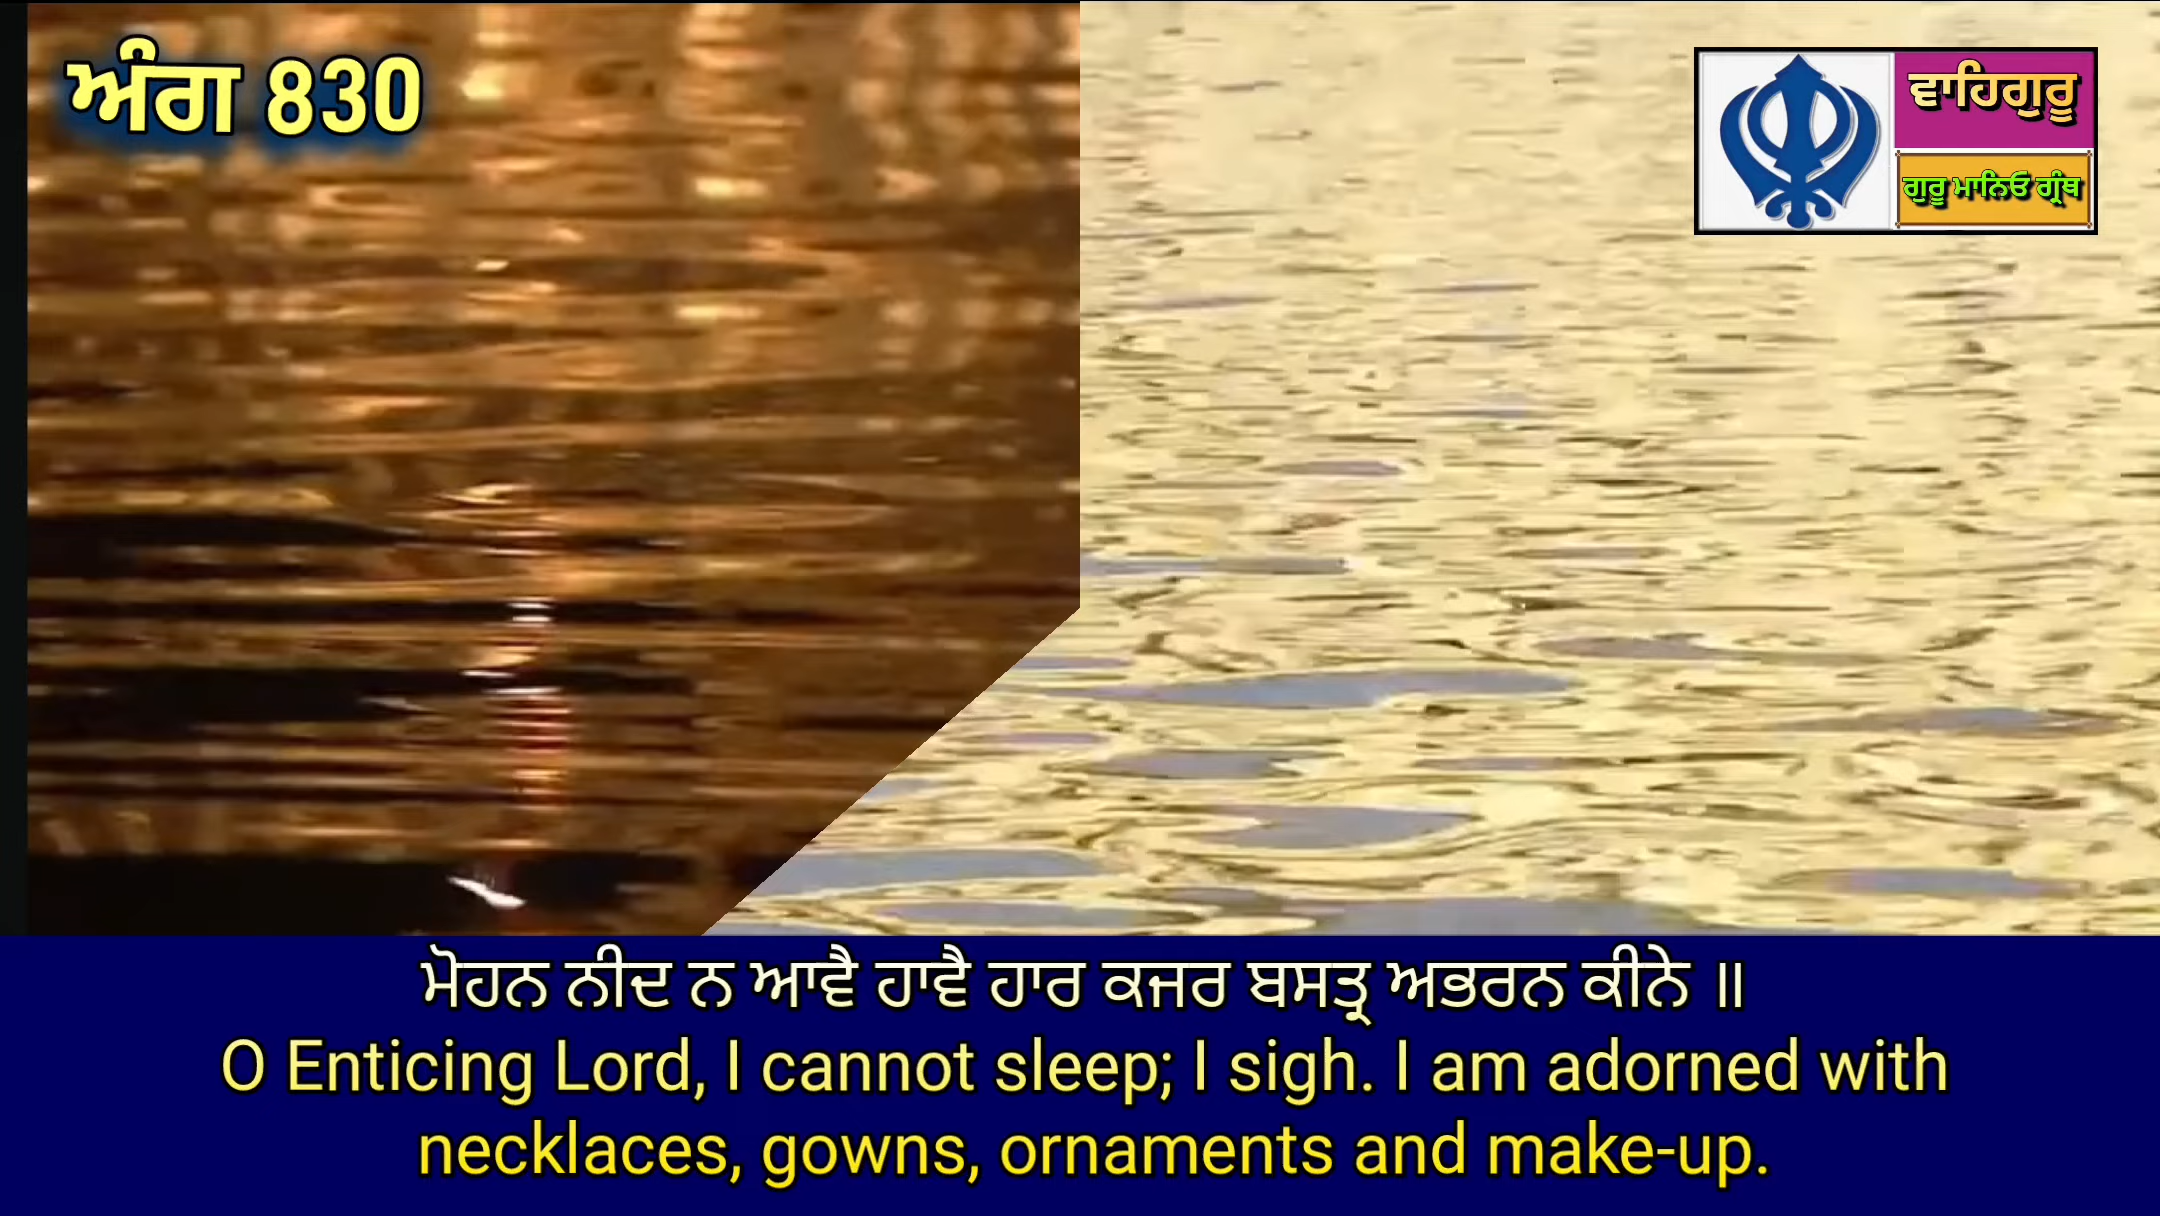 ਅੰਗ 830
ਵਾਹਿਗੁਰੂ
ਗੁਰੂ ਮਾਨਿਓ ਗ੍ਰੰਥ
ਮੋਹਨ ਨੀਦ ਨ ਆਵੈ ਹਾਵੈ ਹਾਰ ਕਜਰ ਬਸਤ੍ਰ ਅਭਰਨ ਕੀਨੇ ॥
O Enticing Lord, I cannot sleep; I sigh. I am adorned with
necklaces, gowns, ornaments and make-up.